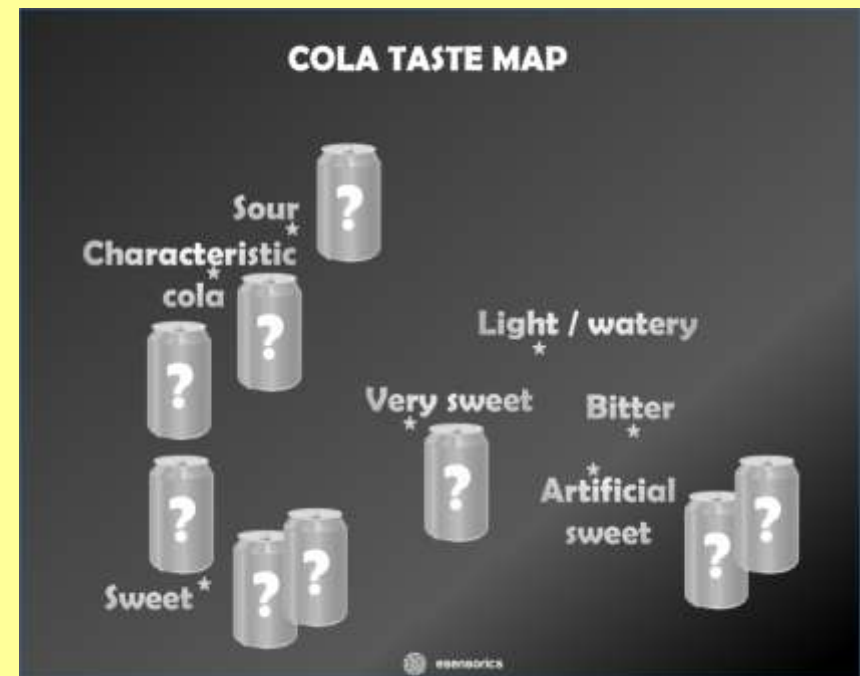 COLA TASTE MAP
?
Sour
Characteristic
cola
?
Light / watery
?
Very sweet
Bitter
?
?
Artificial
sweet
?
?
?
?
Sweet
esensorics